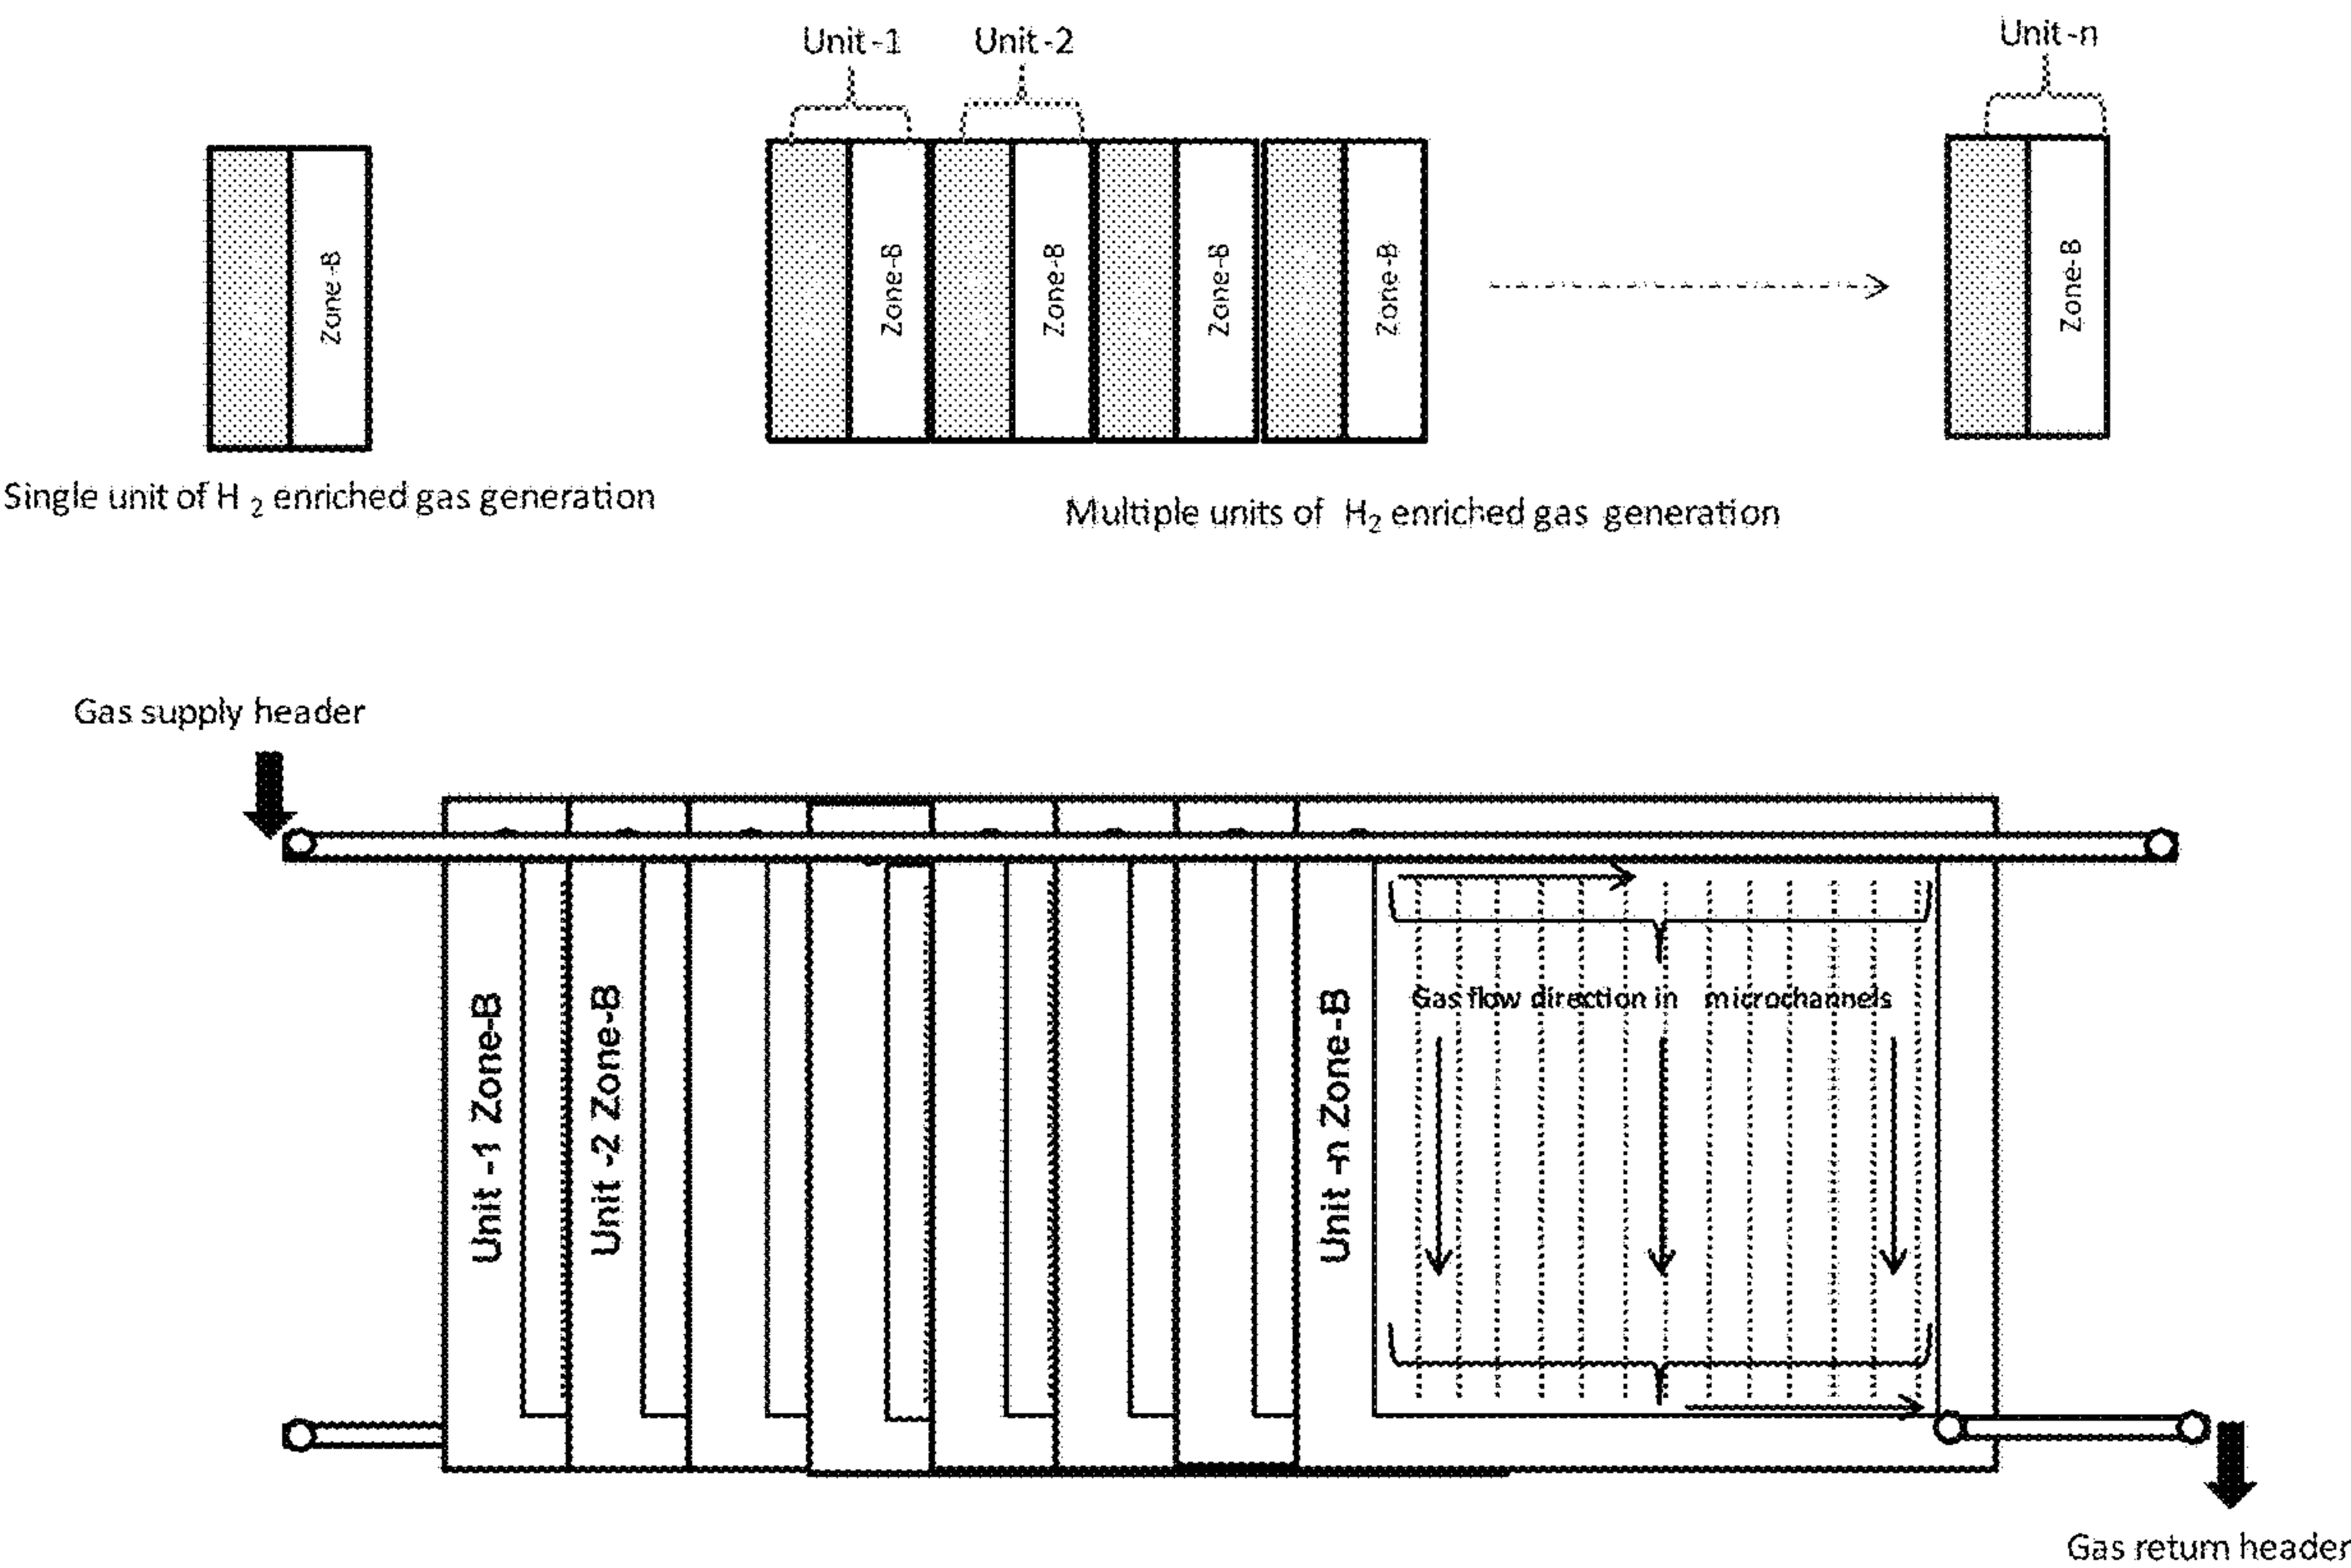 Unit-1 Unit-2 Unit-n
Zone-B Zone-B Zone-B Zone-B Zone-B Zone-B
Single unit of H2 enriched gas generation
Multiple units of H2 enriched gas generation
Gas supply header
Gas flow direction in microchannels
Unit -1 Zone-B
Unit -2 Zone-B
Unit -n Zone-B
Gas return header